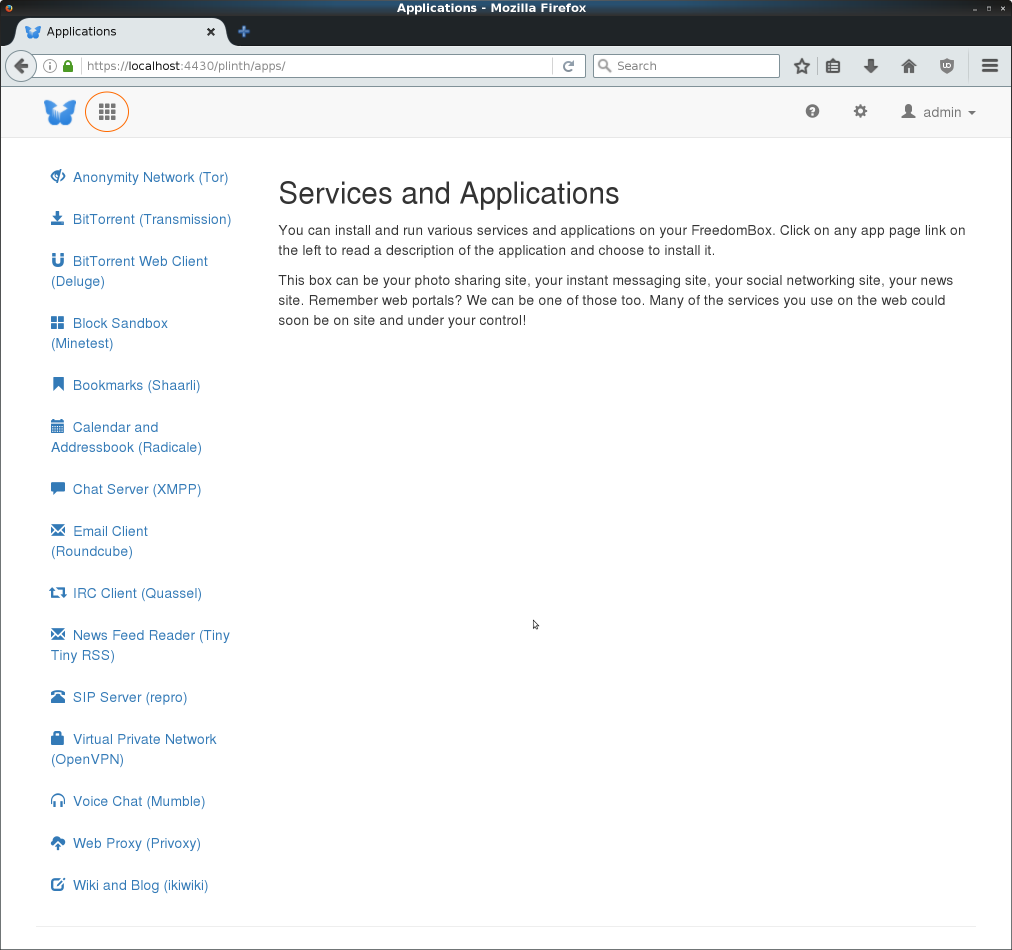 Applications - Mozilla Firefox
Applications
https://localhost:4430/plinth/apps/
Search
admin
Anonymity Network (Tor)
BitTorrent (Transmission)
BitTorrent Web Client
(Deluge)
Block Sandbox
(Minetest)
Bookmarks (Shaarli)
Calendar and
Addressbook (Radicale)
Chat Server (XMPP)
Email Client
(Roundcube)
IRC Client (Quassel)
News Feed Reader (Tiny
Tiny RSS)
SIP Server (repro)
Virtual Private Network
(OpenVPN)
Voice Chat (Mumble)
Web Proxy (Privoxy)
Wiki and Blog (ikiwiki)
Services and Applications
You can install and run various services and applications on your FreedomBox. Click on any app page link on
the left to read a description of the application and choose to install it.
This box can be your photo sharing site, your instant messaging site, your social networking site, your news
site. Remember web portals? We can be one of those too. Many of the services you use on the web could
soon be on site and under your control!